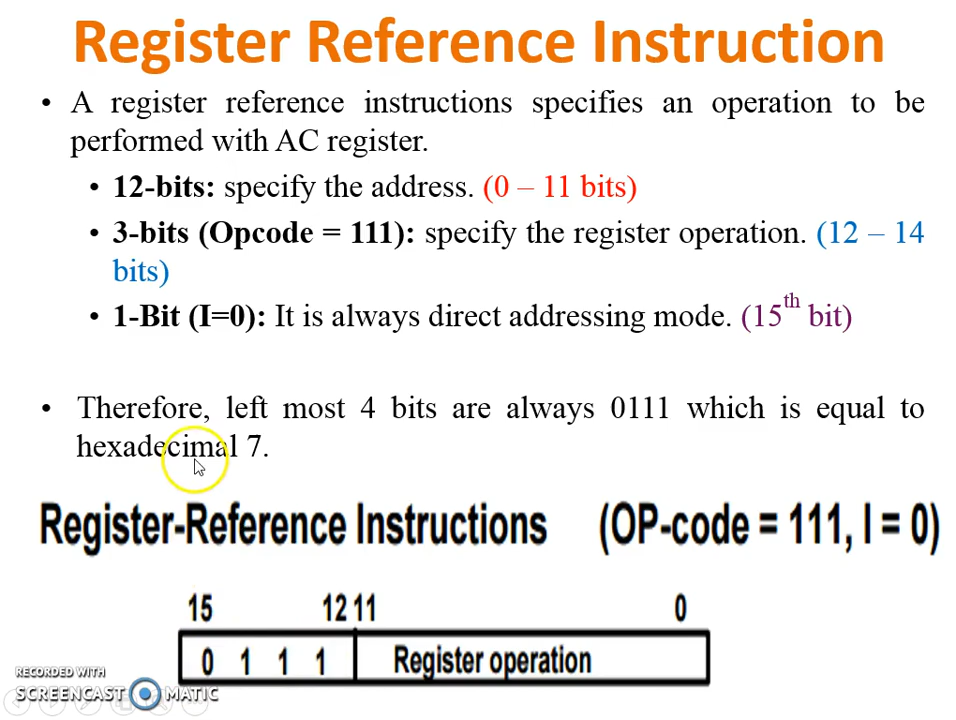 Register Reference Instruction
• A register reference instructions specifies an operation to be
performed with AC register.
• 12-bits: specify the address. (0 – 11 bits)
• 3-bits (Opcode = 111): specify the register operation. (12 – 14
bits)
• 1-Bit (I=0): It is always direct addressing mode. (15th bit)
• Therefore, left most 4 bits are always 0111 which is equal to
hexadecimal 7.
Register-Reference Instructions (OP-code = 111, I = 0)
15 12 11 0
0 1 1 1 Register operation
RECORDED WITH
SCREENCAST MATIC